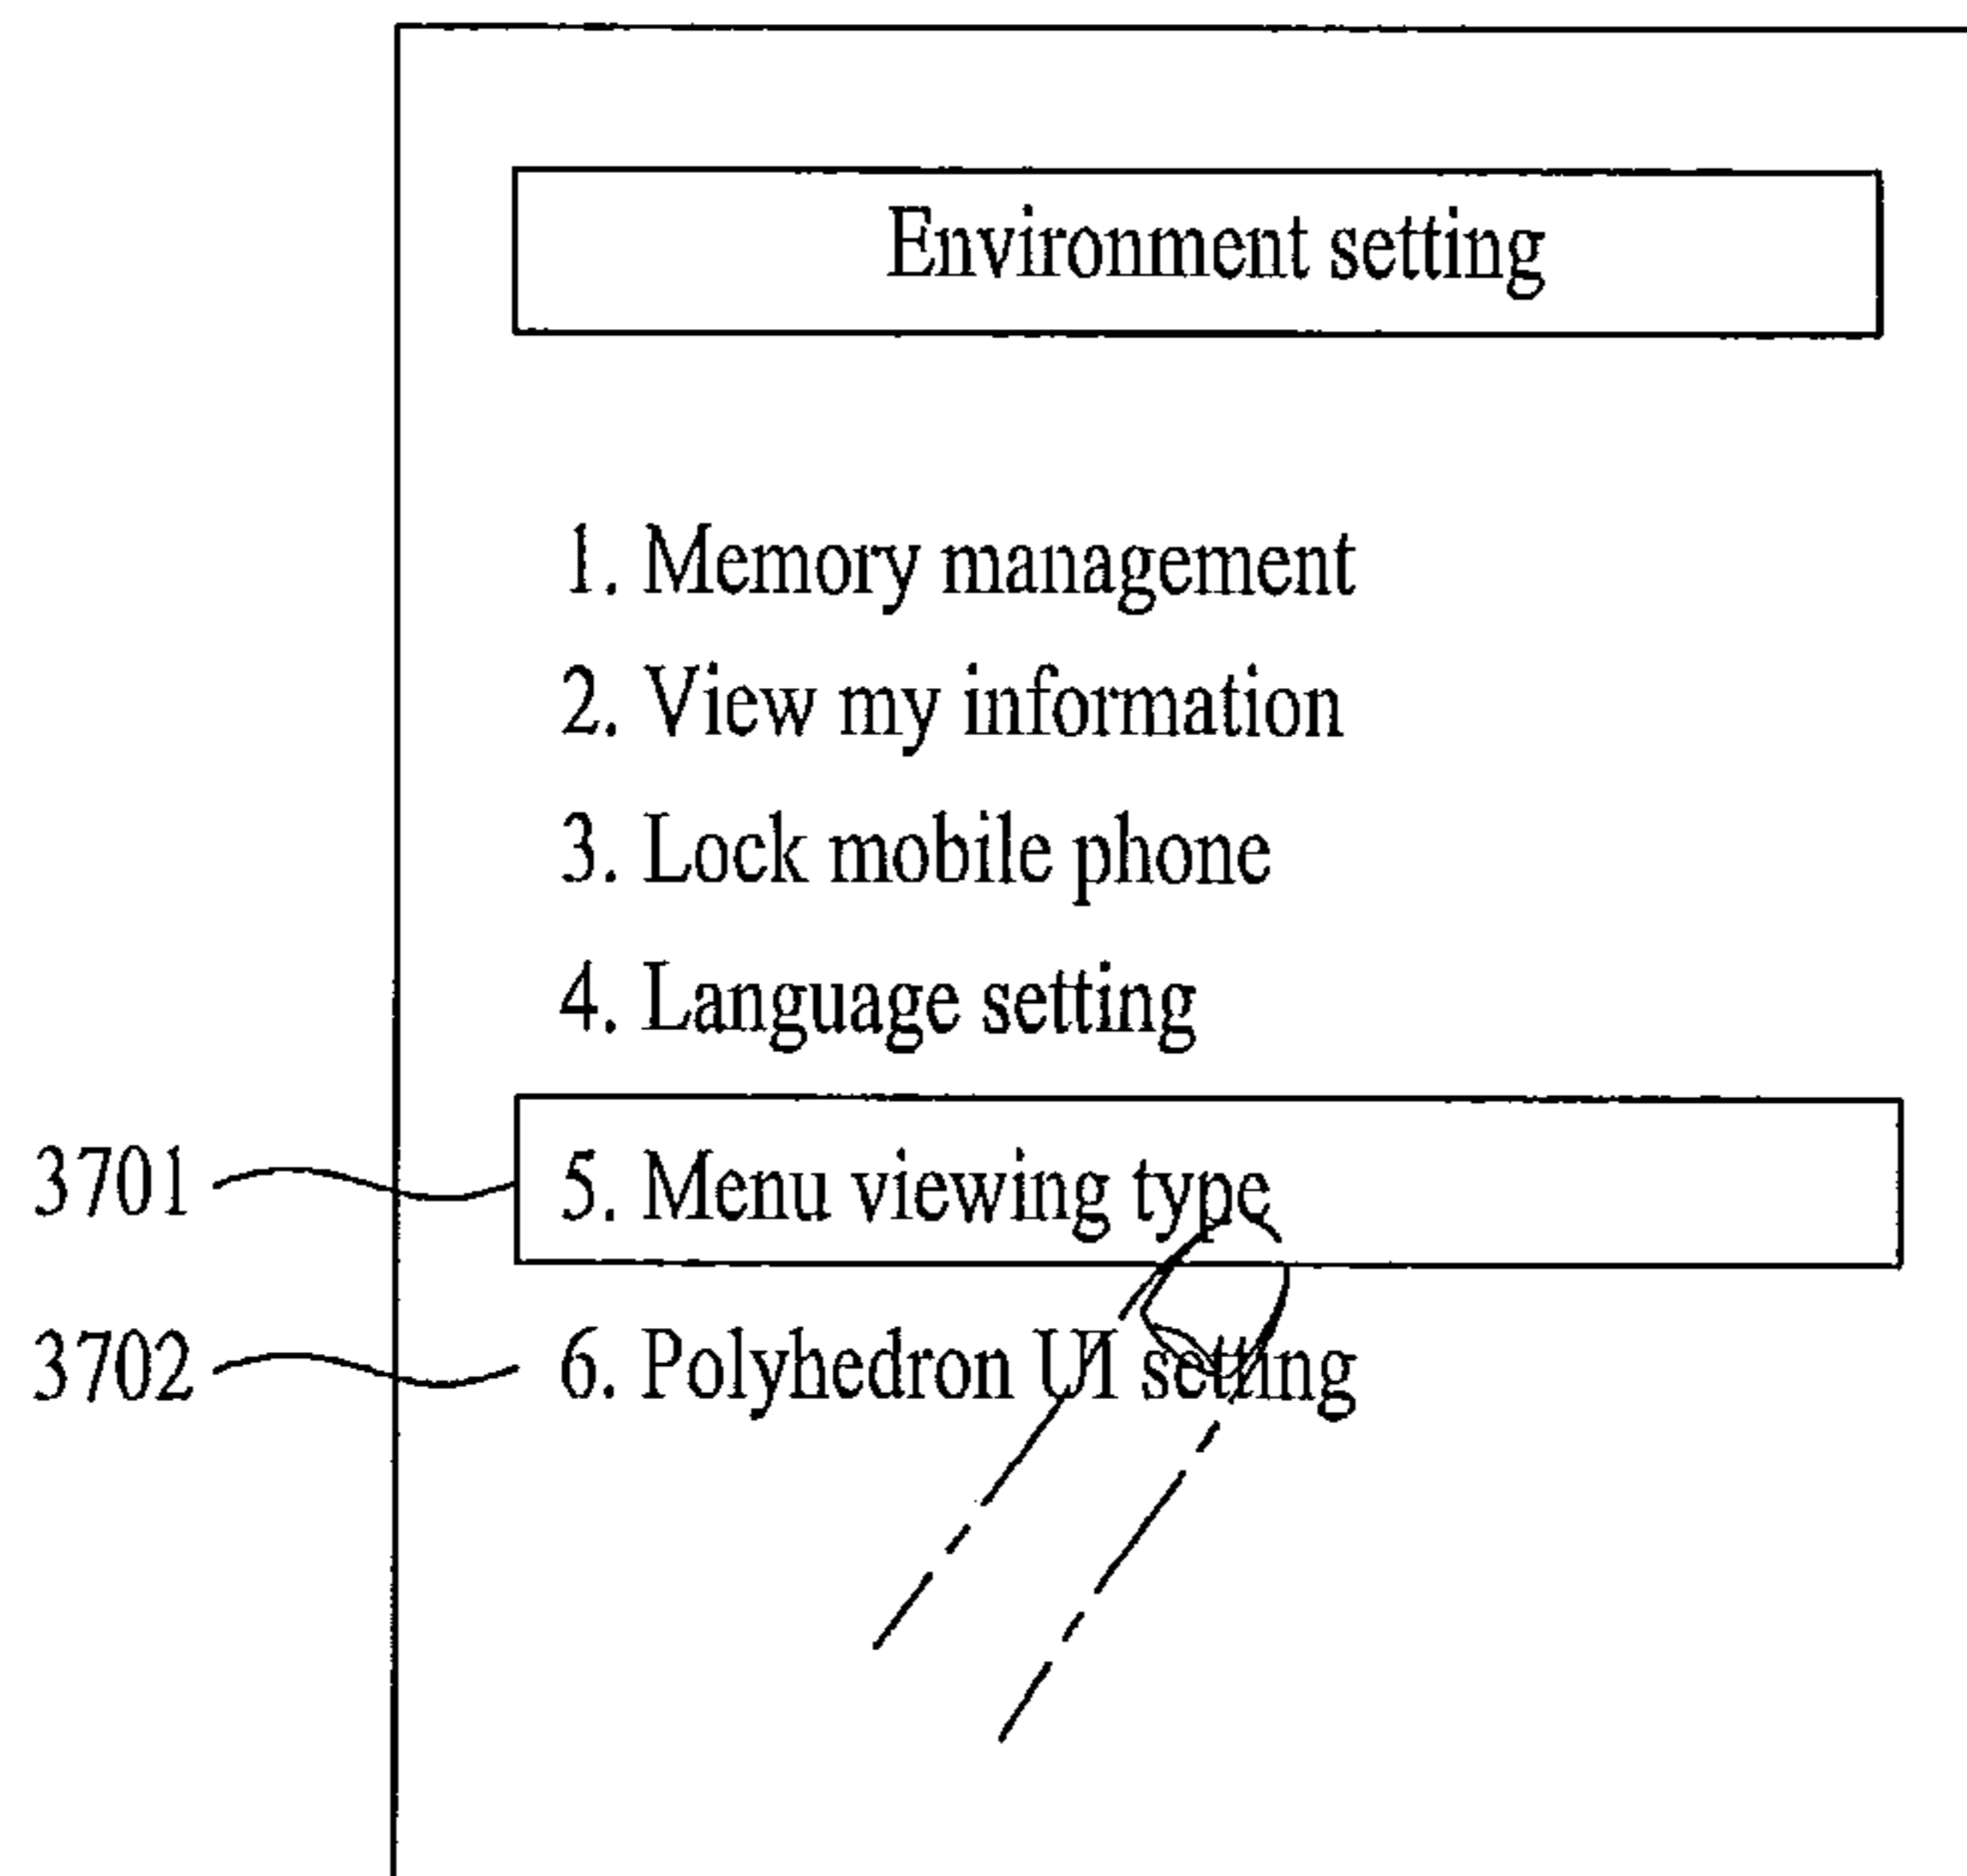 Environment setting
1. Memory management
2. View my information
3. Lock mobile phone
4. Language setting
3701 5. Menu viewing type
3702 6. Polyhedron UI setting